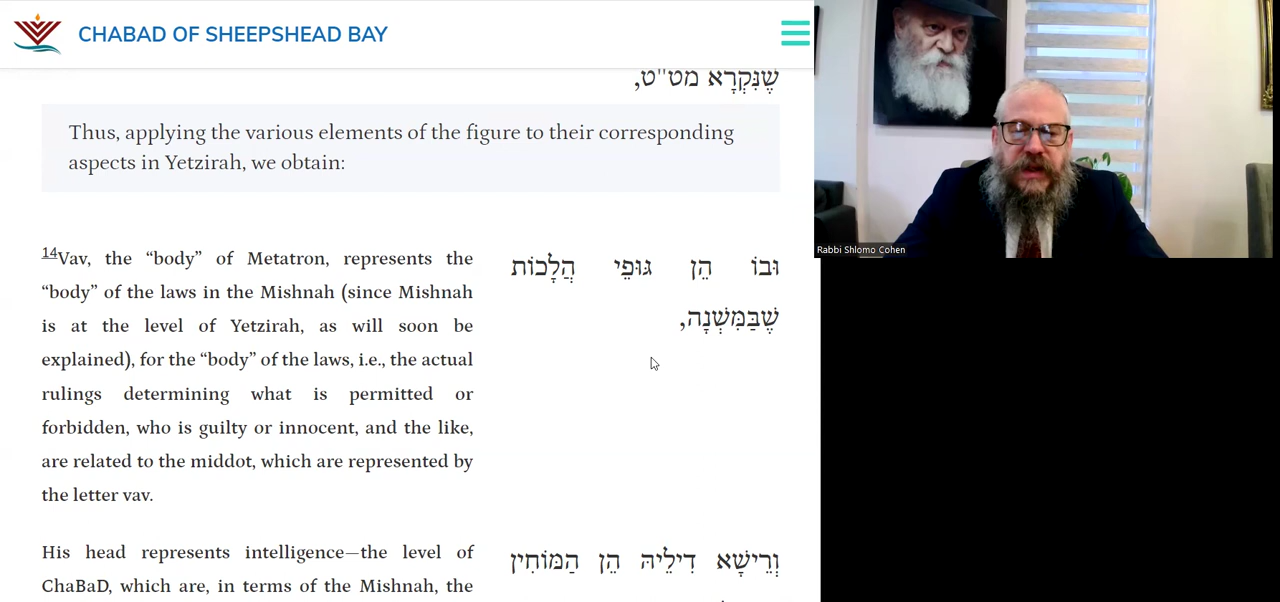 CHABAD OF SHEEPSHEAD BAY
שֶׁנִּקְרָא מט"ט,
Thus, applying the various elements of the figure to their corresponding
aspects in Yetzirah, we obtain:
14Vav, the “body” of Metatron, represents the
“body” of the laws in the Mishnah (since Mishnah
is at the level of Yetzirah, as will soon be
explained), for the “body” of the laws, i.e., the actual
rulings determining what is permitted or
forbidden, who is guilty or innocent, and the like,
are related to the middot, which are represented by
the letter vav.
וּבוֹ הֵן גּוּפֵי הֲלָכוֹת
שֶׁבַּמִּשְׁנָה,
His head represents intelligence—the level of
ChaBaD, which are, in terms of the Mishnah, the
וְרֵישָׁא דִילֵיהּ הֵן הַמּוֹחִין
Rabbi Shlomo Cohen